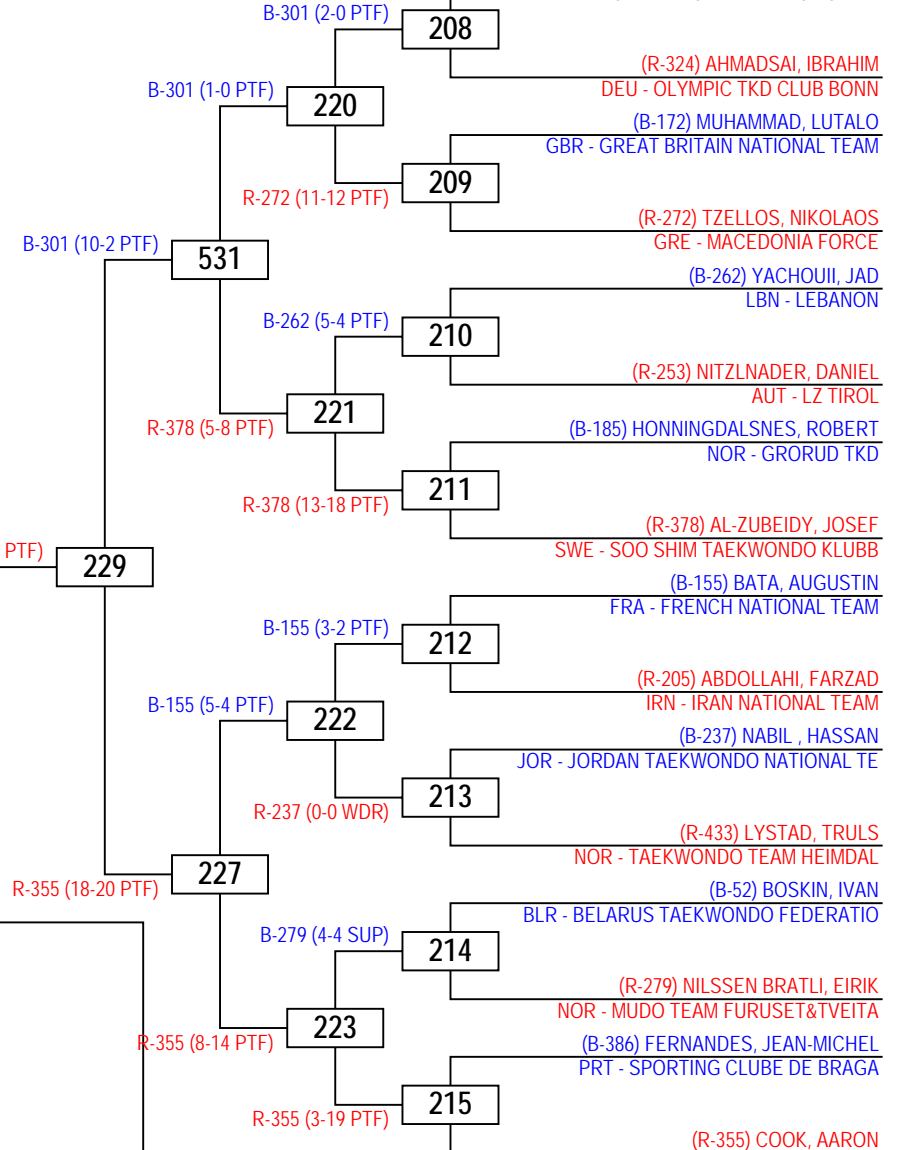 B-301 (2-0 PTF)
208
(R-324) AHMADSAI, IBRAHIM
DEU - OLYMPIC TKD CLUB BONN
B-301 (1-0 PTF)
220
(B-172) MUHAMMAD, LUTALO
GBR - GREAT BRITAIN NATIONAL TEAM
209
R-272 (11-12 PTF)
(R-272) TZELLOS, NIKOLAOS
GRE - MACEDONIA FORCE
B-301 (10-2 PTF)
531
(B-262) YACHOUII, JAD
LBN - LEBANON
B-262 (5-4 PTF)
210
(R-253) NITZLNADER, DANIEL
AUT - LZ TIROL
221
R-378 (5-8 PTF)
(B-185) HONNINGDALSNES, ROBERT
NOR - GRORUD TKD
211
R-378 (13-18 PTF)
(R-378) AL-ZUBEIDY, JOSEF
SWE - SOO SHIM TAEKWONDO KLUBB
PTF)
229
(B-155) BATA, AUGUSTIN
FRA - FRENCH NATIONAL TEAM
B-155 (3-2 PTF)
212
(R-205) ABDOLLAHI, FARZAD
IRN - IRAN NATIONAL TEAM
B-155 (5-4 PTF)
222
(B-237) NABIL , HASSAN
JOR - JORDAN TAEKWONDO NATIONAL TE
213
R-237 (0-0 WDR)
(R-433) LYSTAD, TRULS
NOR - TAEKWONDO TEAM HEIMDAL
227
R-355 (18-20 PTF)
(B-52) BOSKIN, IVAN
BLR - BELARUS TAEKWONDO FEDERATIO
B-279 (4-4 SUP)
214
(R-279) NILSSEN BRATLI, EIRIK
NOR - MUDO TEAM FURUSET&TVEITA
223
R-355 (8-14 PTF)
(B-386) FERNANDES, JEAN-MICHEL
PRT - SPORTING CLUBE DE BRAGA
215
R-355 (3-19 PTF)
(R-355) COOK, AARON